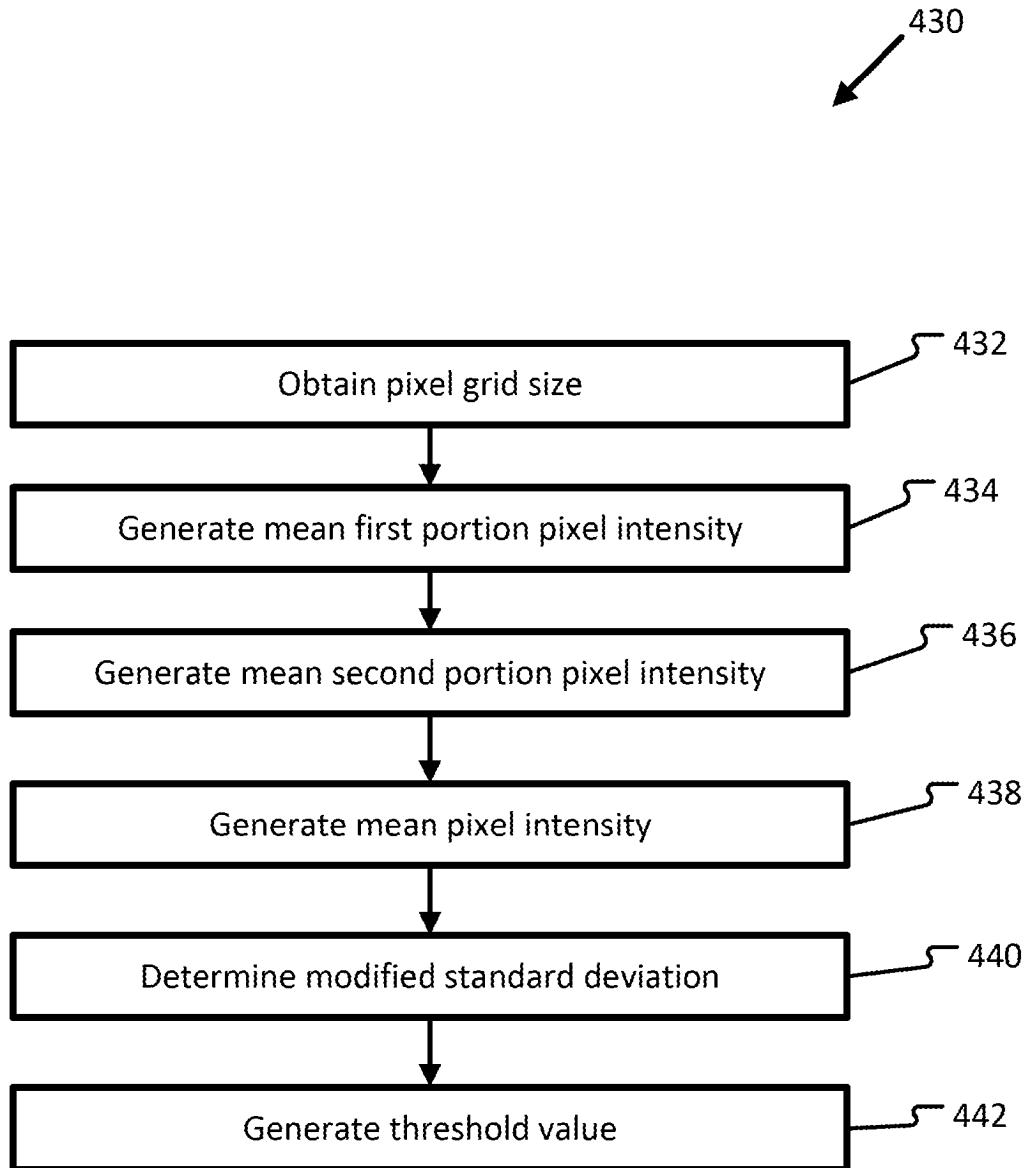 430
Obtain pixel grid size
432
Generate mean first portion pixel intensity
434
Generate mean second portion pixel intensity
436
Generate mean pixel intensity
438
Determine modified standard deviation
440
Generate threshold value
442